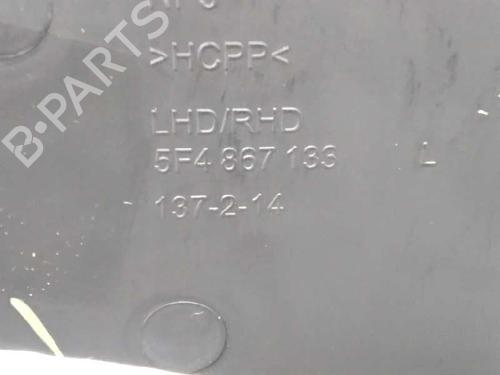 >HCPP<
LHD/RHD
5F4 867 133 L
137-2-14
B-PARTS